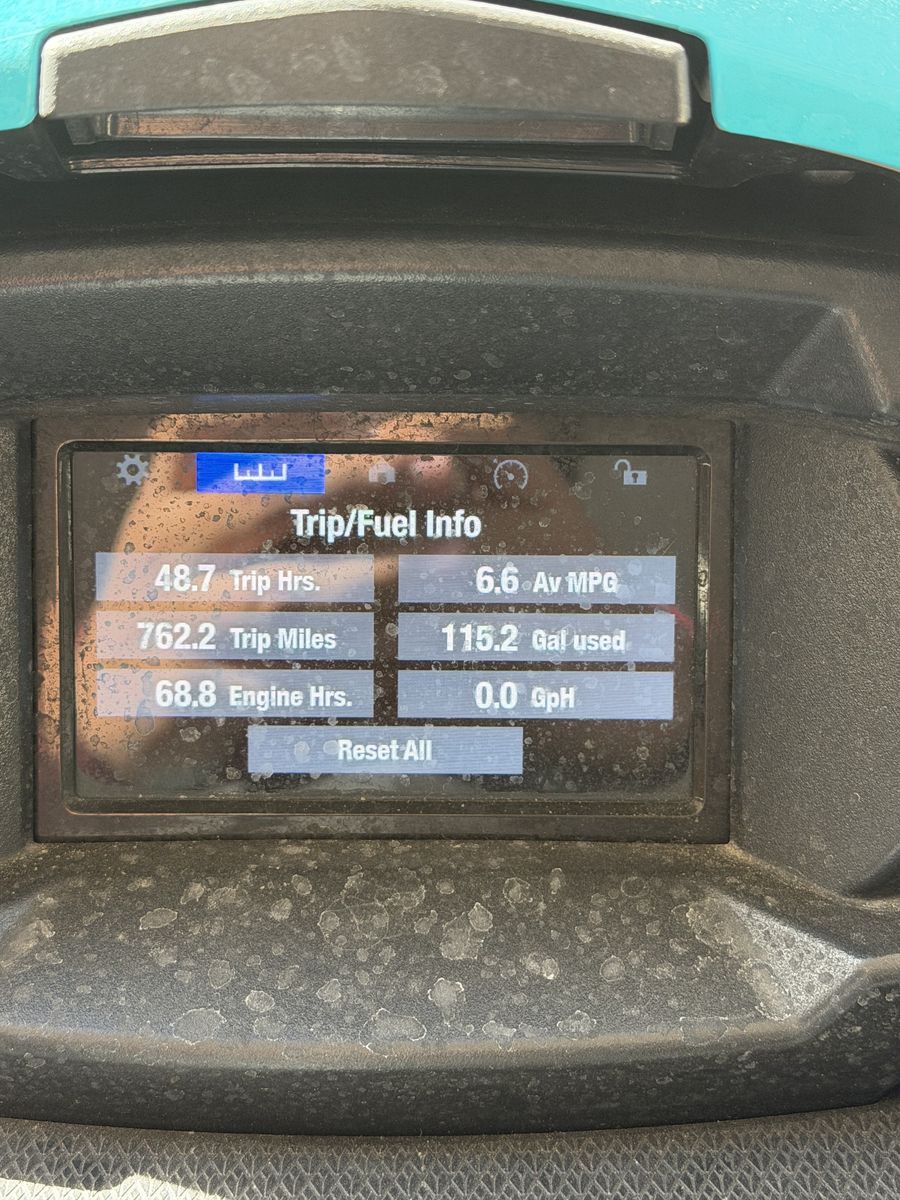 Trip/Fuel Info
48.7 Trip Hrs. 6.6 Av MPG
762.2 Trip Miles 115.2 Gal used
68.8 Engine Hrs. 0.0 GpH
Reset All